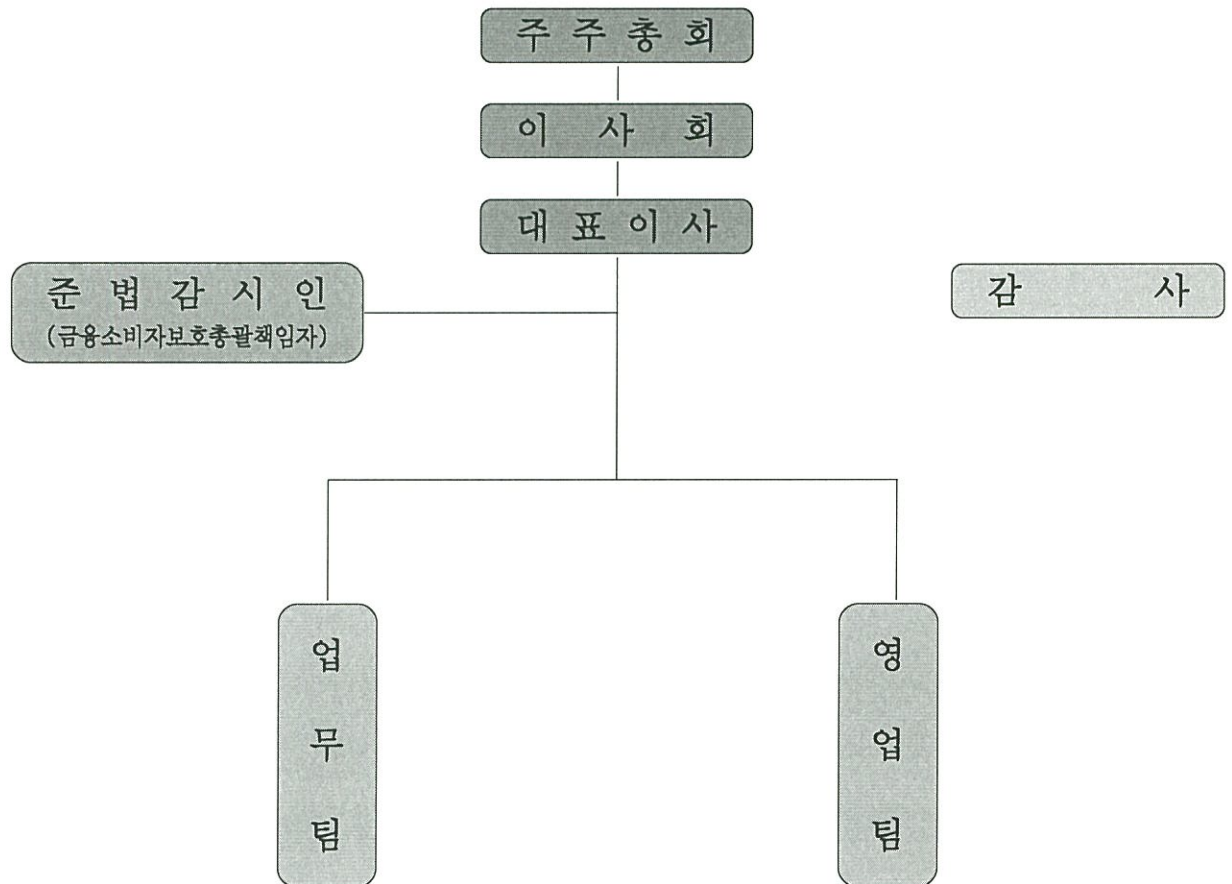 주 주 총 회
이 사 회
대 표 이 사
준 법 감 시 인
(금융소비자보호총괄책임자)
감 사
업무팀
영업팀